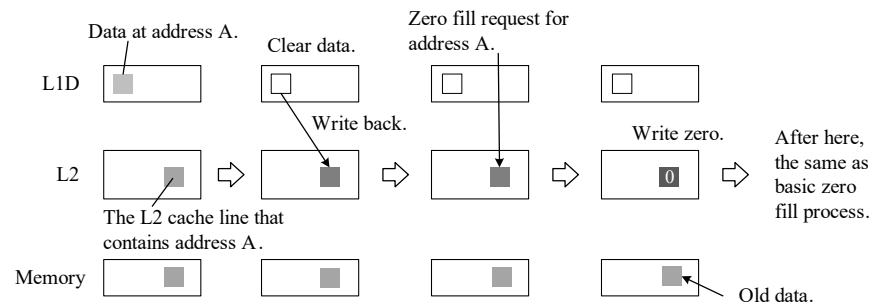 Data at address A.
Clear data.
Zero fill request for
address A.
L1D
Write back.
Write zero.
After here,
the same as
basic zero
fill process.
L2
0
The L2 cache line that
contains address A.
Memory
Old data.